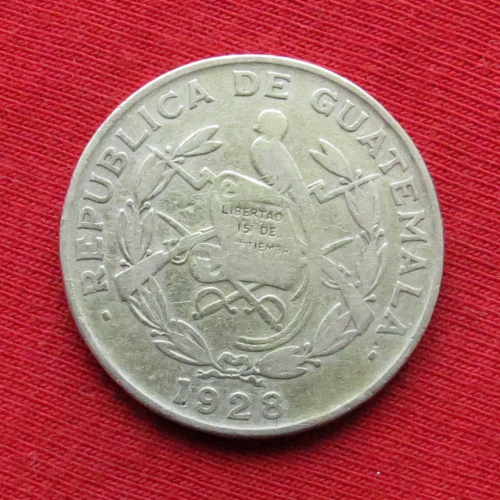 REPUBLICA DE GUATEMALA
LIBERTAD
15 DE
1928